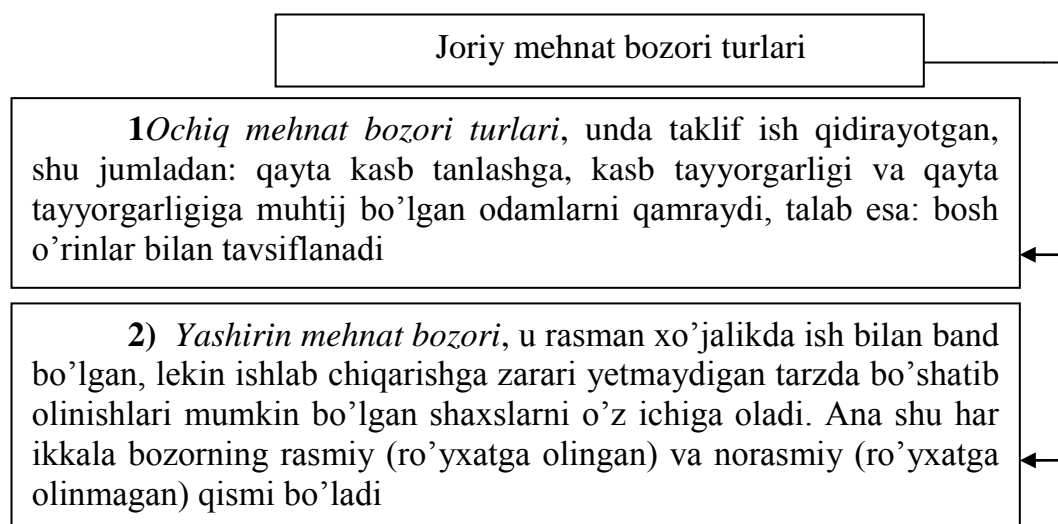 Joriy mehnat bozori turlari
1Ochiq mehnat bozori turlari, unda taklif ish qidirayotgan,
shu jumladan: qayta kasb tanlashga, kasb tayyorgarligi va qayta
tayyorgarligiga muhtij bo’lgan odamlarni qamraydi, talab esa: bosh
o’rinlar bilan tavsiflanadi
2) Yashirin mehnat bozori, u rasman xo’jalikda ish bilan band
bo’lgan, lekin ishlab chiqarishga zarari yetmaydigan tarzda bo’shatib
olinishlari mumkin bo’lgan shaxslarni o’z ichiga oladi. Ana shu har
ikkala bozorning rasmiy (ro’yxatga olingan) va norasmiy (ro’yxatga
olinmagan) qismi bo’ladi